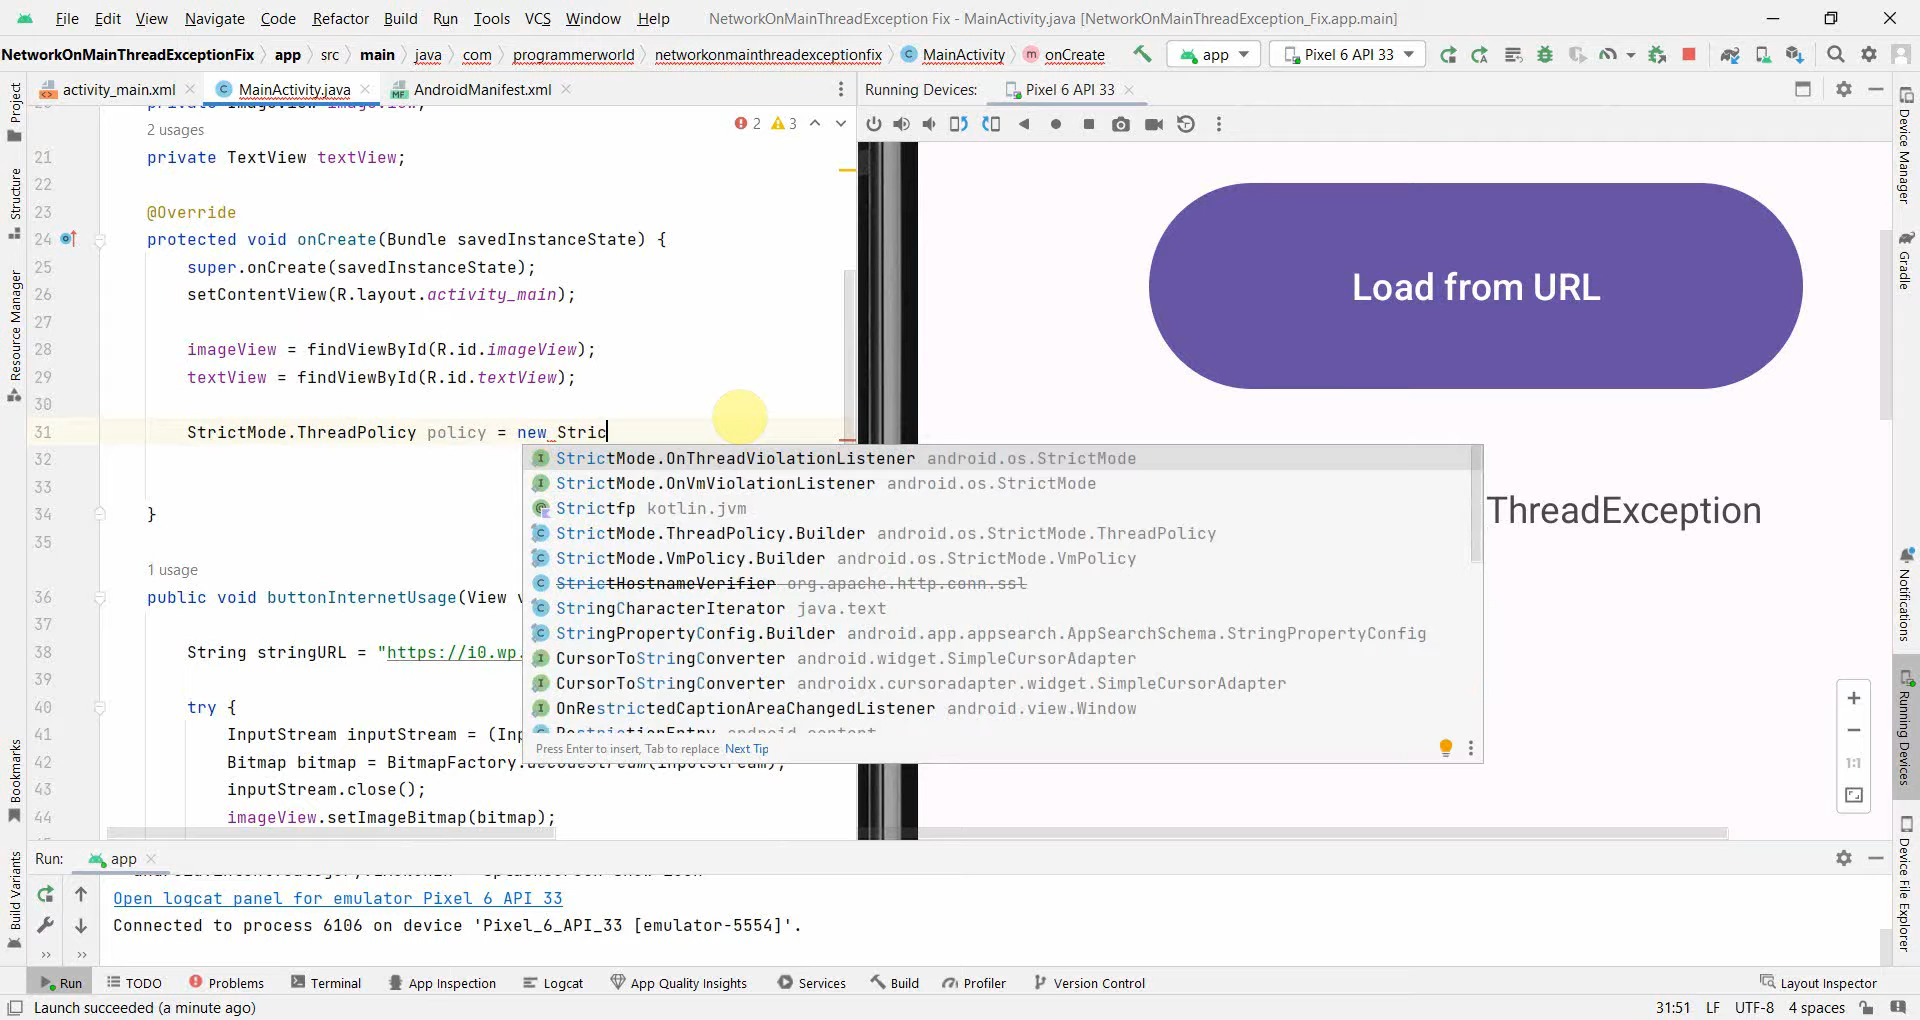 File Edit View Navigate Code Refactor Build Run Tools VCS Window Help NetworkOnMainThreadException Fix - MainActivity.java [NetworkOnMainThreadException_Fix.app.main]
NetworkOnMainThreadExceptionFix app src main java com programmerworld networkonmainthreadexceptionfix MainActivity onCreate app Pixel 6 API 33
activity_main.xml MainActivity.java AndroidManifest.xml Running Devices: Pixel 6 API 33
2 usages 2 3
21 private TextView textView;
22
23 @Override
24 protected void onCreate(Bundle savedInstanceState) {
25 super.onCreate(savedInstanceState);
26 setContentView(R.layout.activity_main);
27
28 imageView = findViewById(R.id.imageView);
29 textView = findViewById(R.id.textView);
30
31 StrictMode.ThreadPolicy policy = new Stric
32
33
34 }
35
1 usage
36 public void buttonInternetUsage(View
37
38 String stringURL = "https://i0.wp.
39
40 try {
41 InputStream inputStream =
42 Bitmap bitmap =
43 inputStream.close();
44 imageView.setImageBitmap(bitmap);
StrictMode.OnThreadViolationListener android.os.StrictMode
StrictMode.OnVmViolationListener android.os.StrictMode
Strictfp kotlin.jvm
StrictMode.ThreadPolicy.Builder android.os.StrictMode.ThreadPolicy
StrictMode.VmPolicy.Builder android.os.StrictMode.VmPolicy
StrictHostnameVerifier org.apache.http.conn.ssl
StringCharacterIterator java.text
StringPropertyConfig.Builder android.app.appsearch.AppSearchSchema.StringPropertyConfig
CursorToStringConverter android.widget.SimpleCursorAdapter
CursorToStringConverter androidx.cursoradapter.widget.SimpleCursorAdapter
OnRestrictedCaptionAreaChangedListener android.view.Window
Press Enter to insert, Tab to replace Next Tip
Load from URL
ThreadException
1:1
Project
Structure
Resource Manager
Bookmarks
Build Variants
Device Manager
Gradle
Notifications
Running Devices
Device File Explorer
Run: app
Open logcat panel for emulator Pixel 6 API 33
Connected to process 6106 on device 'Pixel_6_API_33 [emulator-5554]'.
Run TODO Problems Terminal App Inspection Logcat App Quality Insights Services Build Profiler Version Control Layout Inspector
Launch succeeded (a minute ago) 31:51 LF UTF-8 4 spaces